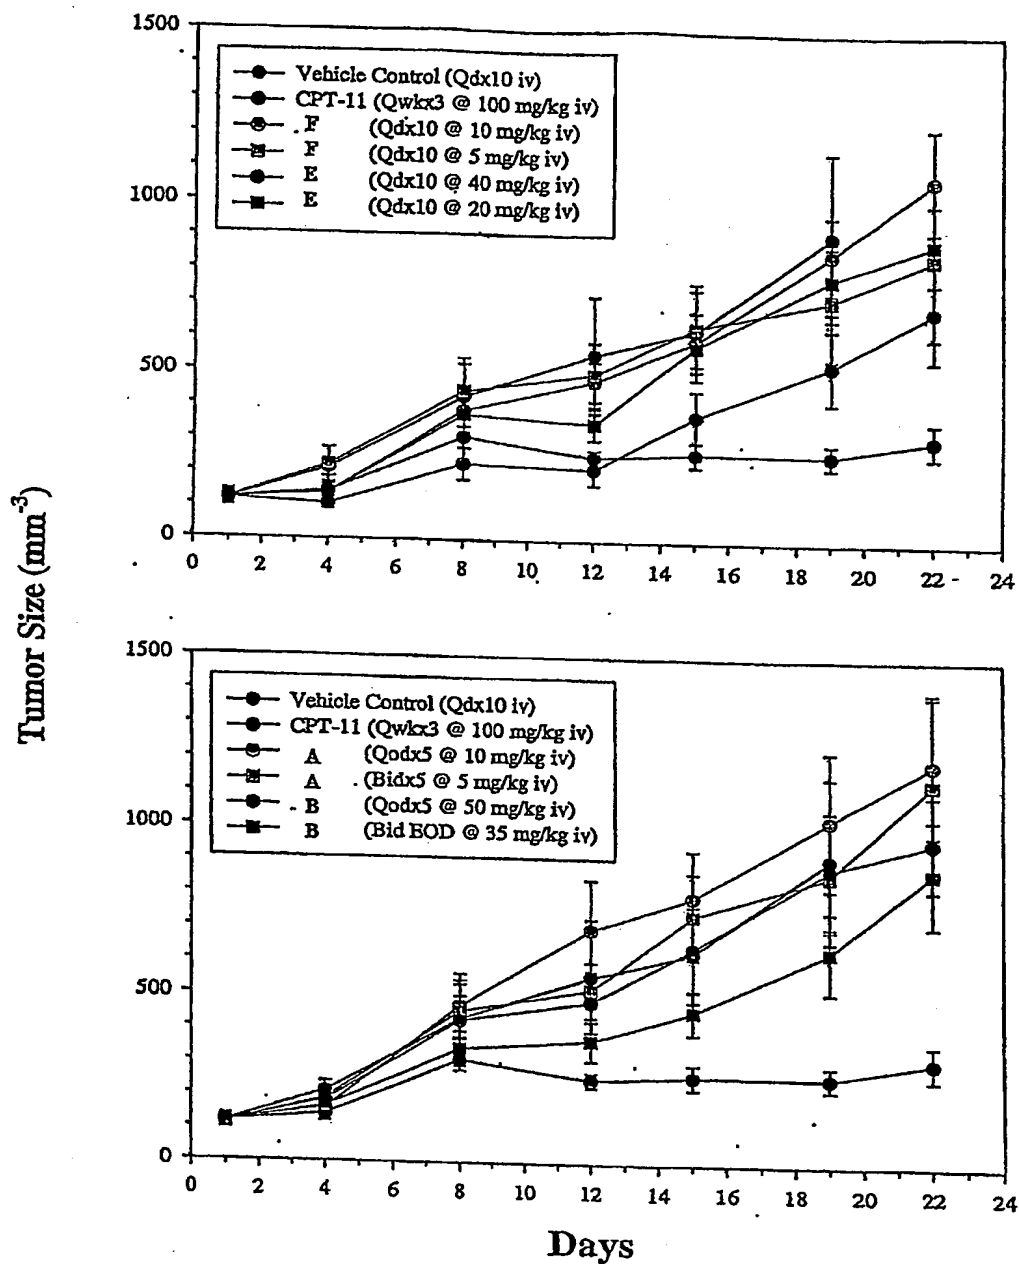 Tumor Size (mm-3)
1500
1000
500
0
Vehicle Control (Qdx10 iv)
CPT-11 (Qwkx3 @ 100 mg/kg iv)
F (Qdx10 @ 10 mg/kg iv)
F (Qdx10 @ 5 mg/kg iv)
E (Qdx10 @ 40 mg/kg iv)
E (Qdx10 @ 20 mg/kg iv)
0 2 4 6 8 10 12 14 16 18 20 22 24
1500
1000
500
0
Vehicle Control (Qdx10 iv)
CPT-11 (Qwkx3 @ 100 mg/kg iv)
A (Qodx5 @ 10 mg/kg iv)
A (Bidx5 @ 5 mg/kg iv)
B (Qodx5 @ 50 mg/kg iv)
B (Bid EOD @ 35 mg/kg iv)
0 2 4 6 8 10 12 14 16 18 20 22 24
Days